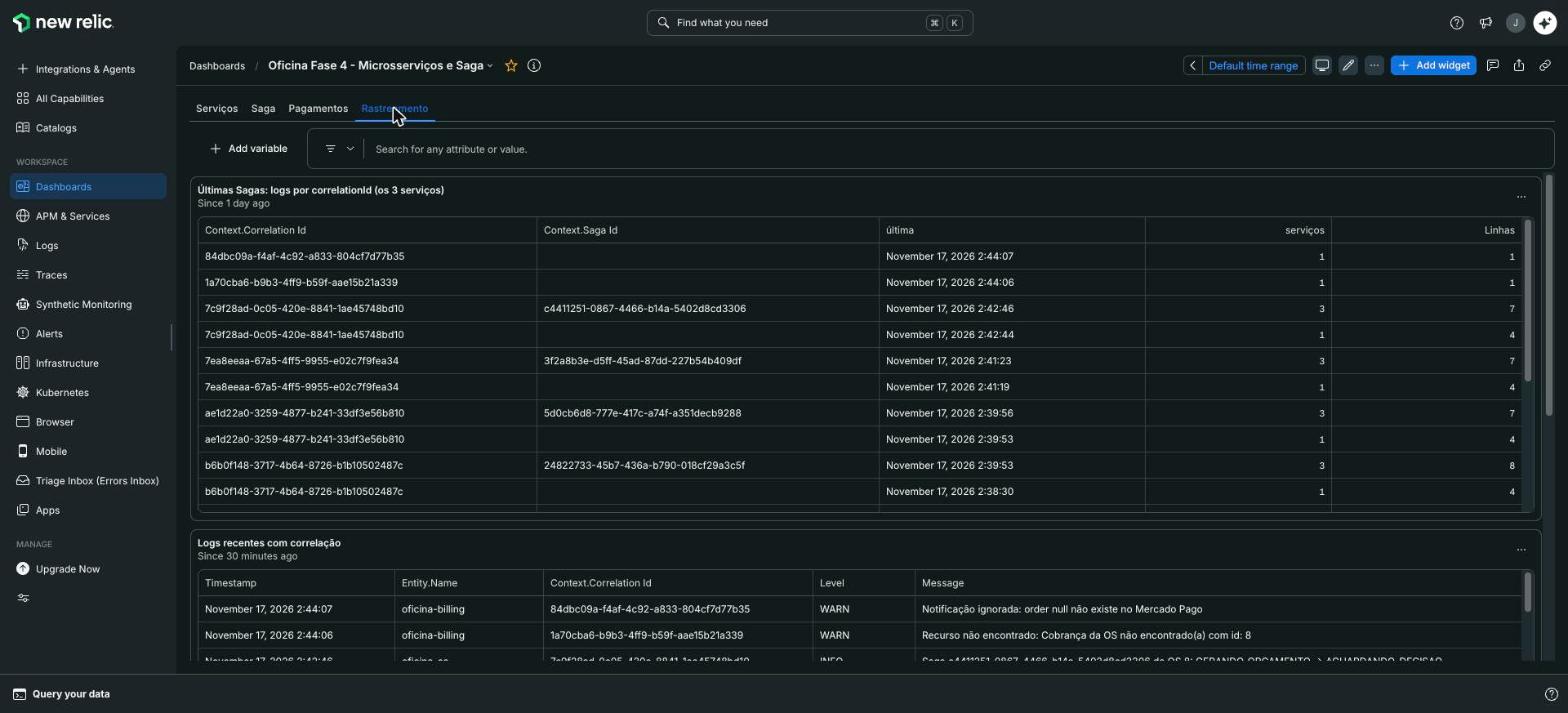 new relic
Find what you need
⌘ K
J
Integrations & Agents
All Capabilities
Catalogs
WORKSPACE
Dashboards
APM & Services
Logs
Traces
Synthetic Monitoring
Alerts
Infrastructure
Kubernetes
Browser
Mobile
Triage Inbox (Errors Inbox)
Apps
MANAGE
Upgrade Now
Dashboards / Oficina Fase 4 - Microsserviços e Saga
Default time range
Add widget
Serviços Saga Pagamentos
Add variable
Search for any attribute or value.
Últimas Sagas: logs por correlationId (os 3 serviços)
Since 1 day ago
Context.Correlation Id Context.Saga Id última serviços Linhas
84dbc09a-f4af-4c92-a833-804cf7d77b35 November 17, 2026 2:44:07 1 1
1a70cba6-b9b3-4ff9-b59f-aae15b21a339 November 17, 2026 2:44:06 1 1
7c9f28ad-0c05-420e-8841-1ae45748bd10 c4411251-0867-4466-b14a-5402d8cd3306 November 17, 2026 2:42:46 3 7
7c9f28ad-0c05-420e-8841-1ae45748bd10 November 17, 2026 2:42:44 1 4
7ea8eeaa-67a5-4ff5-9955-e02c7f9fea34 3f2a8b3e-d5ff-45ad-87dd-227b54b409df November 17, 2026 2:41:23 3 7
7ea8eeaa-67a5-4ff5-9955-e02c7f9fea34 November 17, 2026 2:41:19 1 4
ae1d22a0-3259-4877-b241-33df3e56b810 5d0cb6d8-777e-417c-a74f-a351decb9288 November 17, 2026 2:39:56 3 7
ae1d22a0-3259-4877-b241-33df3e56b810 November 17, 2026 2:39:53 1 4
b6b0f148-3717-4b64-8726-b1b10502487c 24822733-45b7-436a-b790-018cf29a3c5f November 17, 2026 2:39:53 3 8
b6b0f148-3717-4b64-8726-b1b10502487c November 17, 2026 2:38:30 1 4
Logs recentes com correlação
Since 30 minutes ago
Timestamp Entity.Name Context.Correlation Id Level Message
November 17, 2026 2:44:07 oficina-billing 84dbc09a-f4af-4c92-a833-804cf7d77b35 WARN Notificação ignorada: order null não existe no Mercado Pago
November 17, 2026 2:44:06 oficina-billing 1a70cba6-b9b3-4ff9-b59f-aae15b21a339 WARN Recurso não encontrado: Cobrança da OS não encontrado(a) com id: 8
Query your data